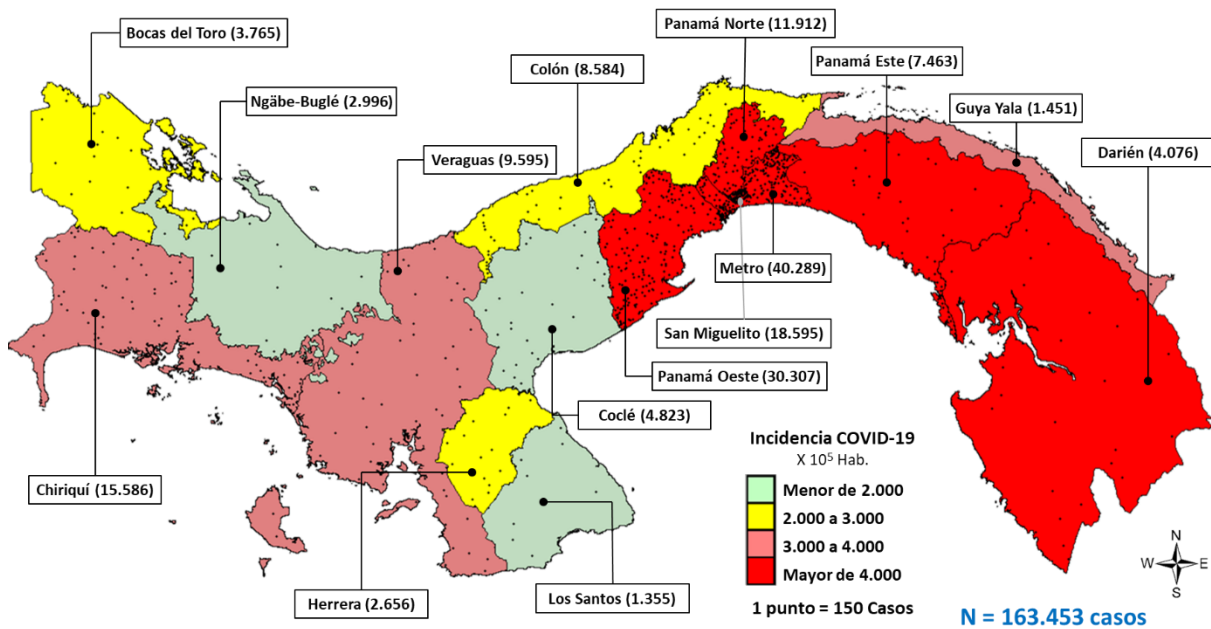 Bocas del Toro (3.765)
Panamá Norte (11.912)
Colón (8.584)
Panamá Este (7.463)
Ngäbe-Buglé (2.996)
Guya Yala (1.451)
Veraguas (9.595)
Darién (4.076)
Metro (40.289)
San Miguelito (18.595)
Panamá Oeste (30.307)
Coclé (4.823)
Chiriquí (15.586)
Herrera (2.656)
Los Santos (1.355)
Incidencia COVID-19
X 10⁵ Hab.
Menor de 2.000
2.000 a 3.000
3.000 a 4.000
Mayor de 4.000
1 punto = 150 Casos
N
W E
S
N = 163.453 casos